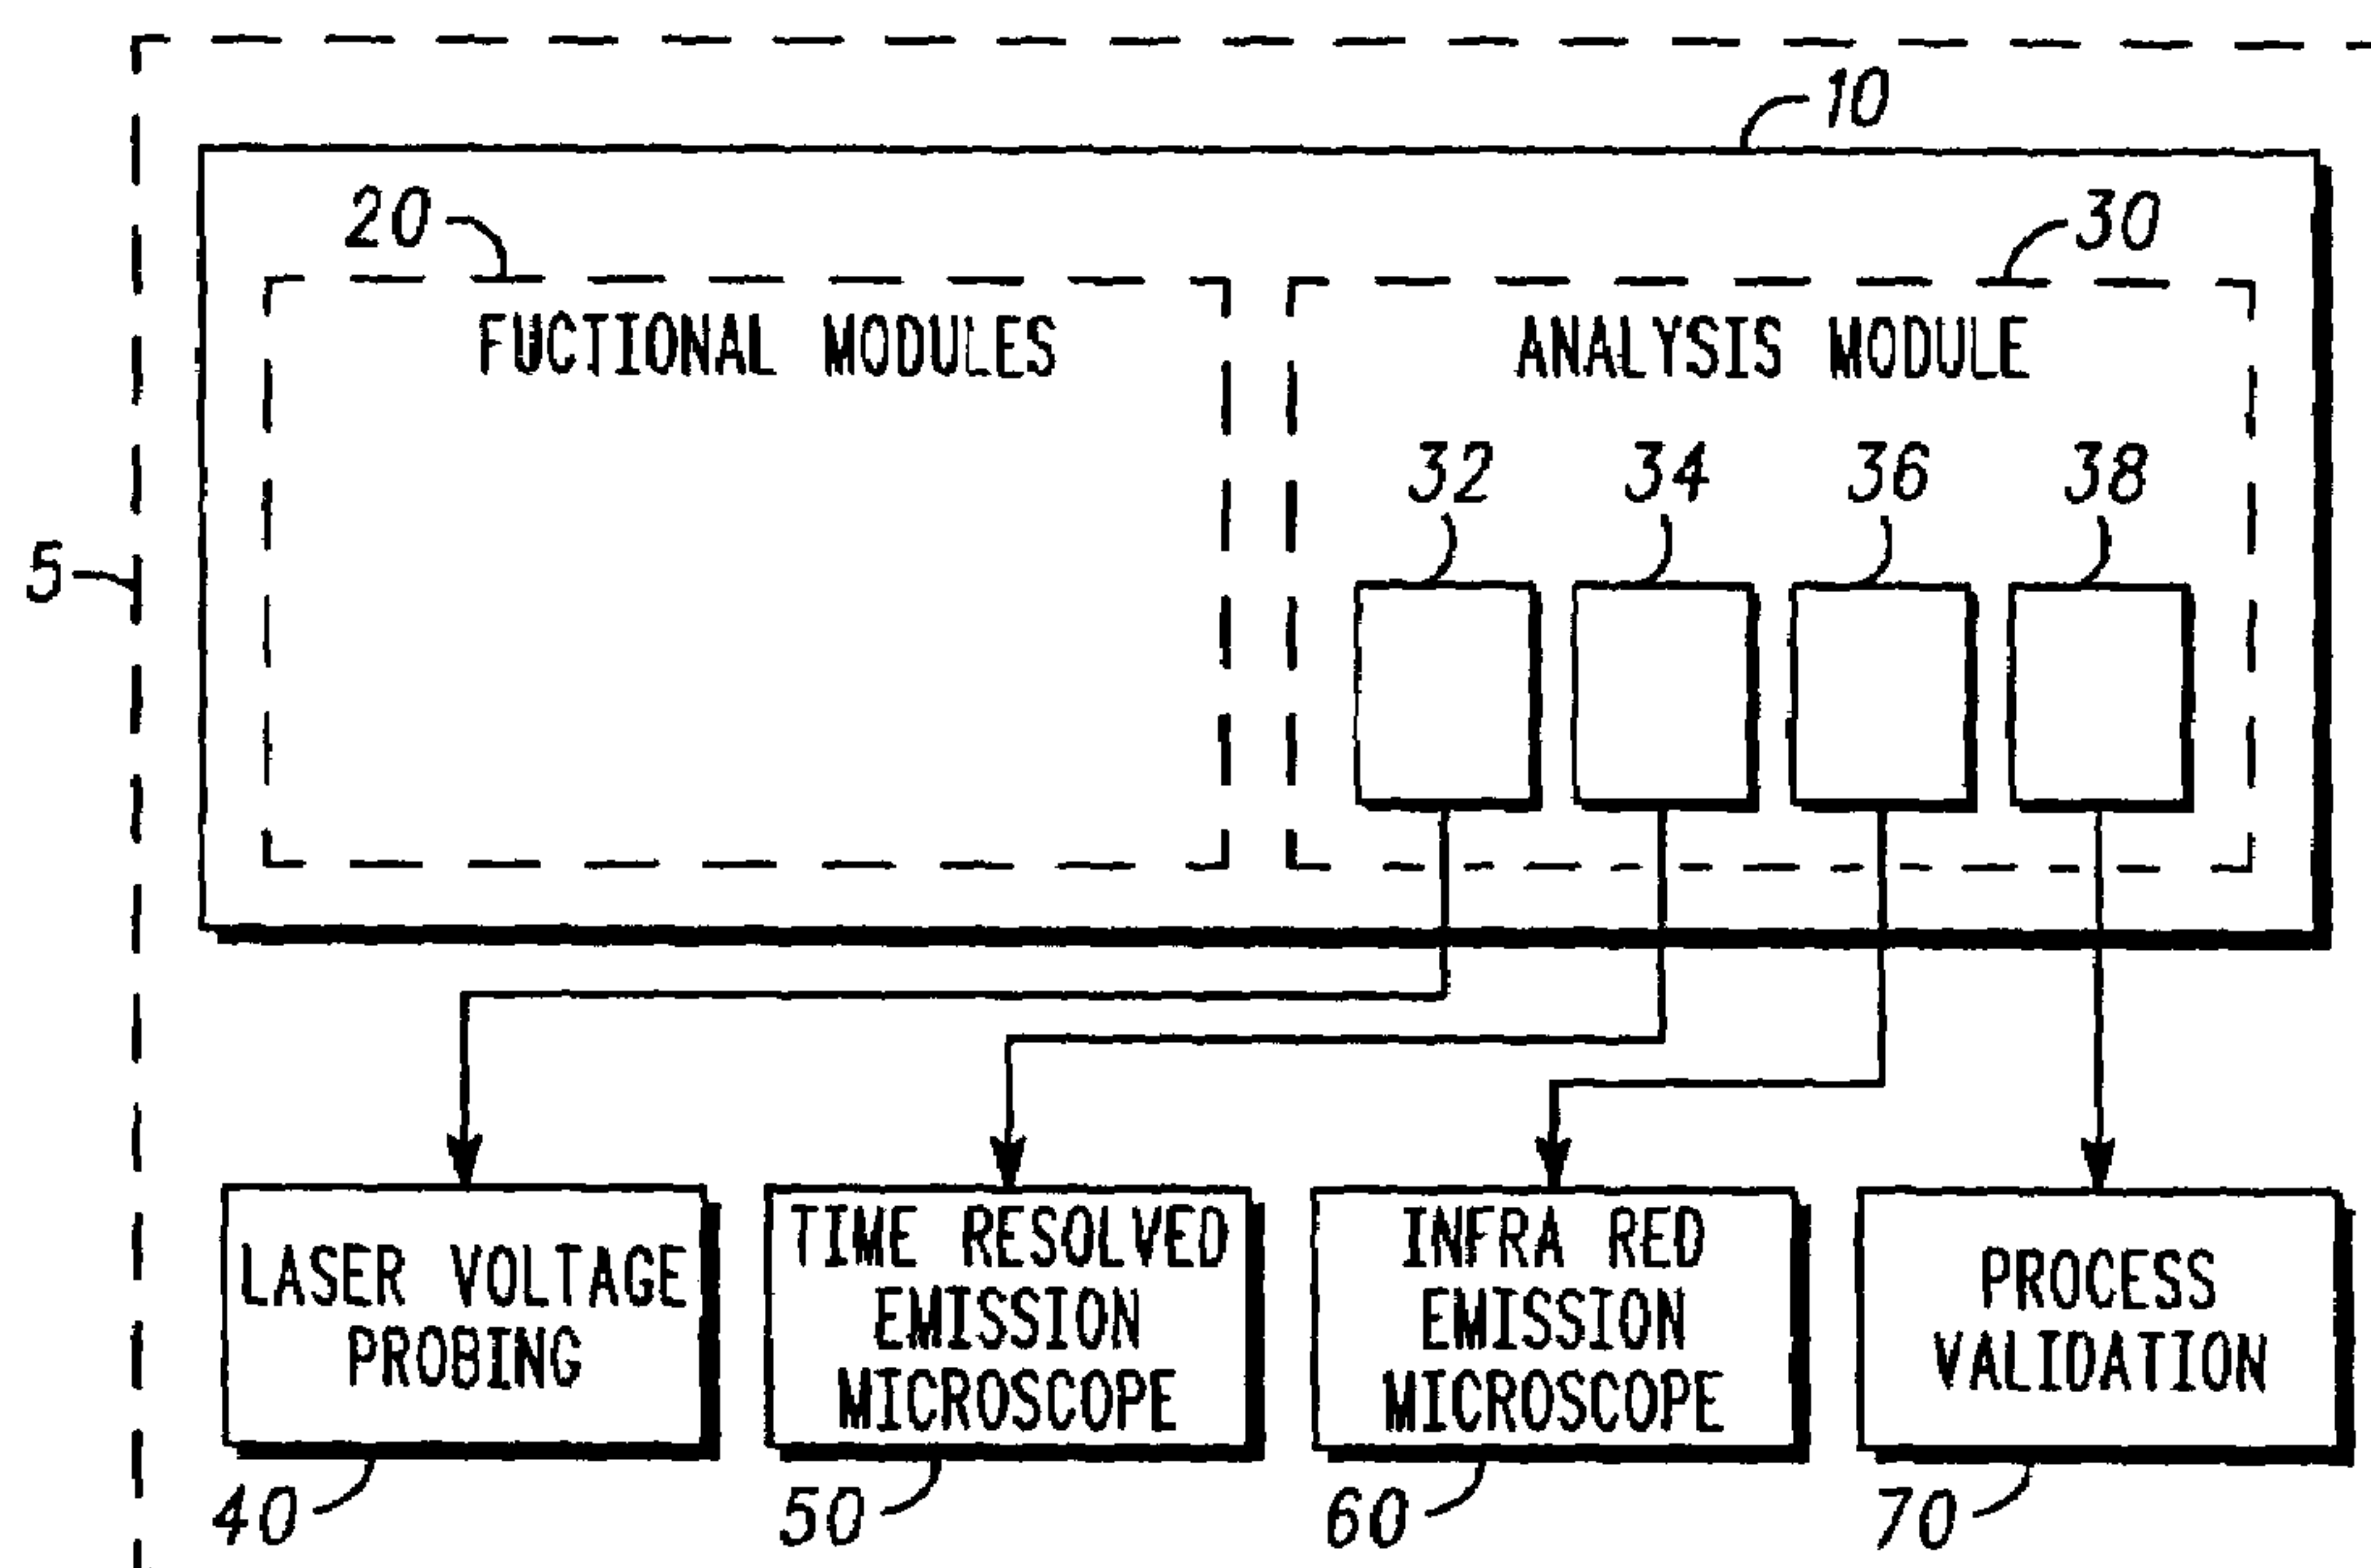 10
20
30
FUCTIONAL MODULES
ANALYSIS MODULE
32 34 36 38
5
LASER VOLTAGE
PROBING
TIME RESOLVED
EMISSION
MICROSCOPE
INFRA RED
EMISSION
MICROSCOPE
PROCESS
VALIDATION
40
50
60
70